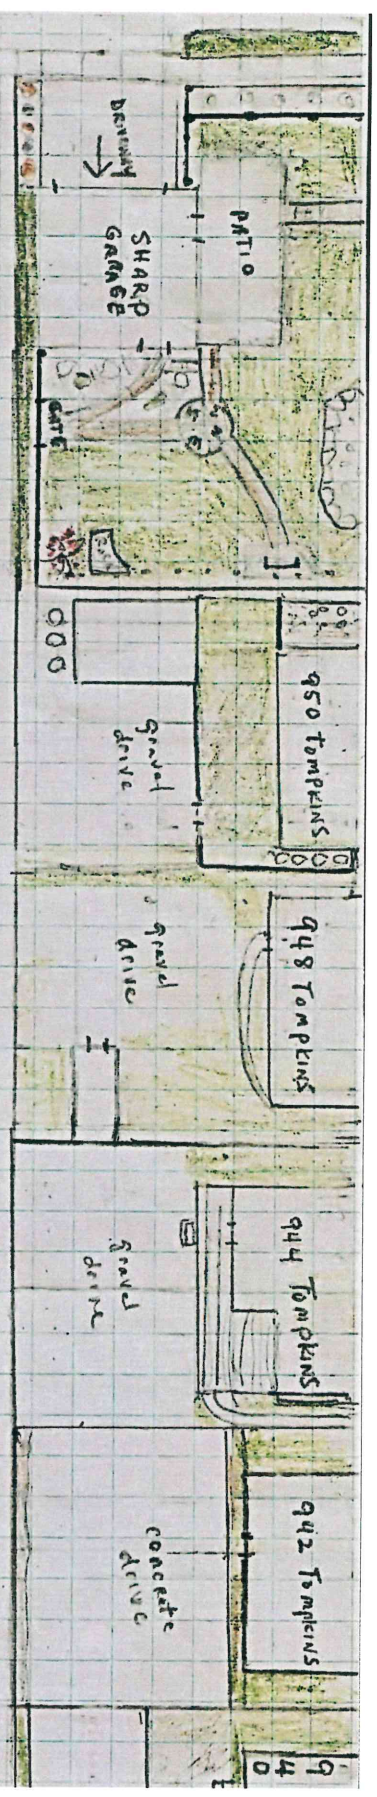 DRIVEWAY
PATIO
SHARP
GARAGE
GATE
950 TOMPKINS
gravel
drive
948 TOMPKINS
gravel
drive
944 TOMPKINS
gravel
drive
942 TOMPKINS
concrete
drive
940